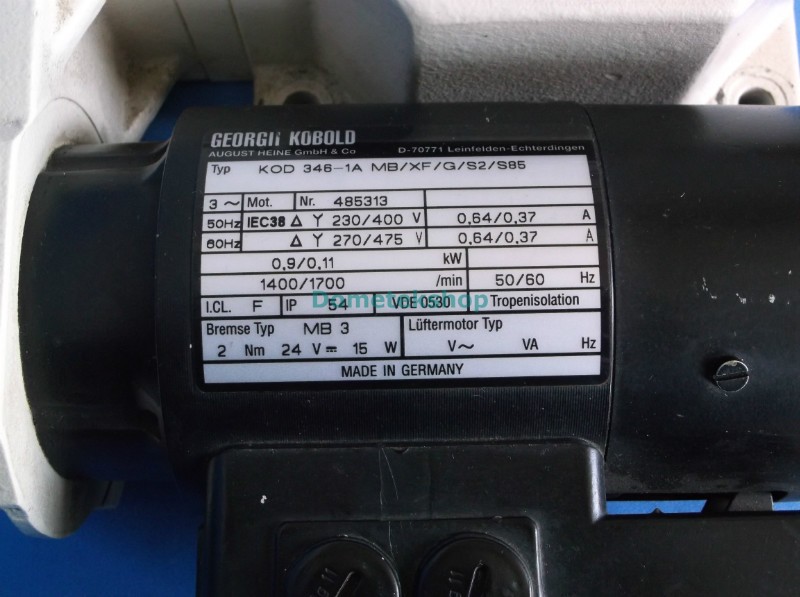 GEORGii KOBOLD
AUGUST HEINE GmbH & Co D-70771 Leinfelden-Echterdingen
Typ KOD 346-1A MB/XF/G/S2/S85
3 ~ Mot. Nr. 485313
50Hz IEC38 Δ Y 230/400 V 0,64/0,37 A
60Hz Δ Y 270/475 V 0,64/0,37 A
0,9/0,11 kW
1400/1700 /min 50/60 Hz
I.CL. F IP 54 VDE 0530 Tropenisolation
Dometekshop
Bremse Typ MB 3 Lüftermotor Typ
2 Nm 24 V⎓ 15 W V~ VA Hz
MADE IN GERMANY